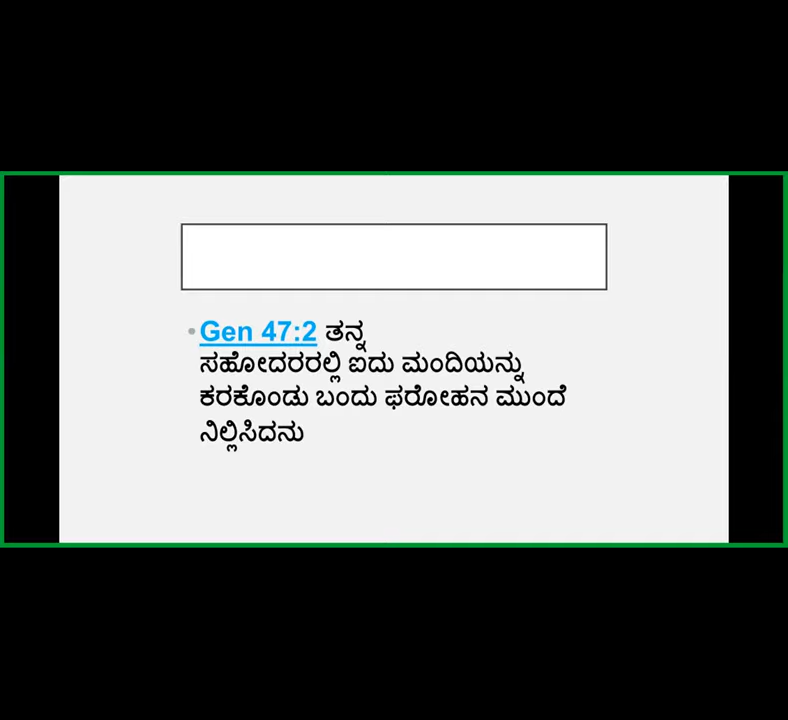 • Gen 47:2 ತನ್ನ
ಸಹೋದರರಲ್ಲಿ ಐದು ಮಂದಿಯನ್ನು
ಕರಕೊಂಡು ಬಂದು ಫರೋಹನ ಮುಂದೆ
ನಿಲ್ಲಿಸಿದನು